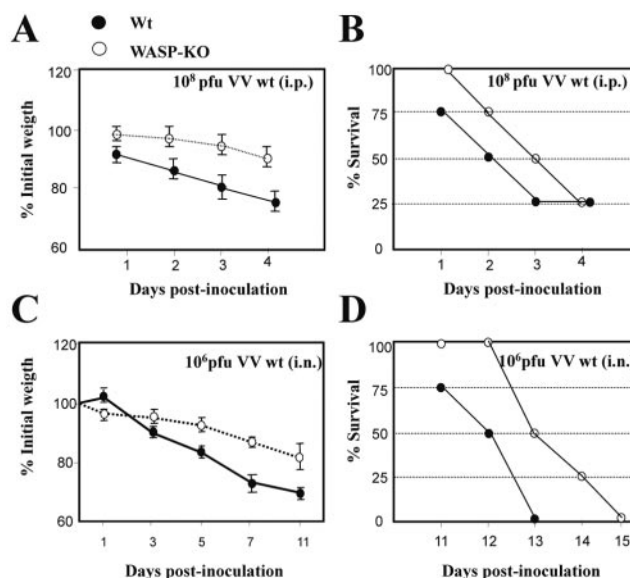 A
Wt
WASP-KO
B
120
100
80
60
% Initial weigth
10⁸ pfu VV wt (i.p.)
1 2 3 4
Days post-inoculation
100
75
50
25
0
% Survival
10⁸ pfu VV wt (i.p.)
1 2 3 4
Days post-inoculation
C
120
100
80
60
% Initial weigth
10⁶pfu VV wt (i.n.)
1 3 5 7 11
Days post-inoculation
D
100
75
50
25
0
% Survival
10⁶pfu VV wt (i.n.
11 12 13 14 15
Days post-inoculation